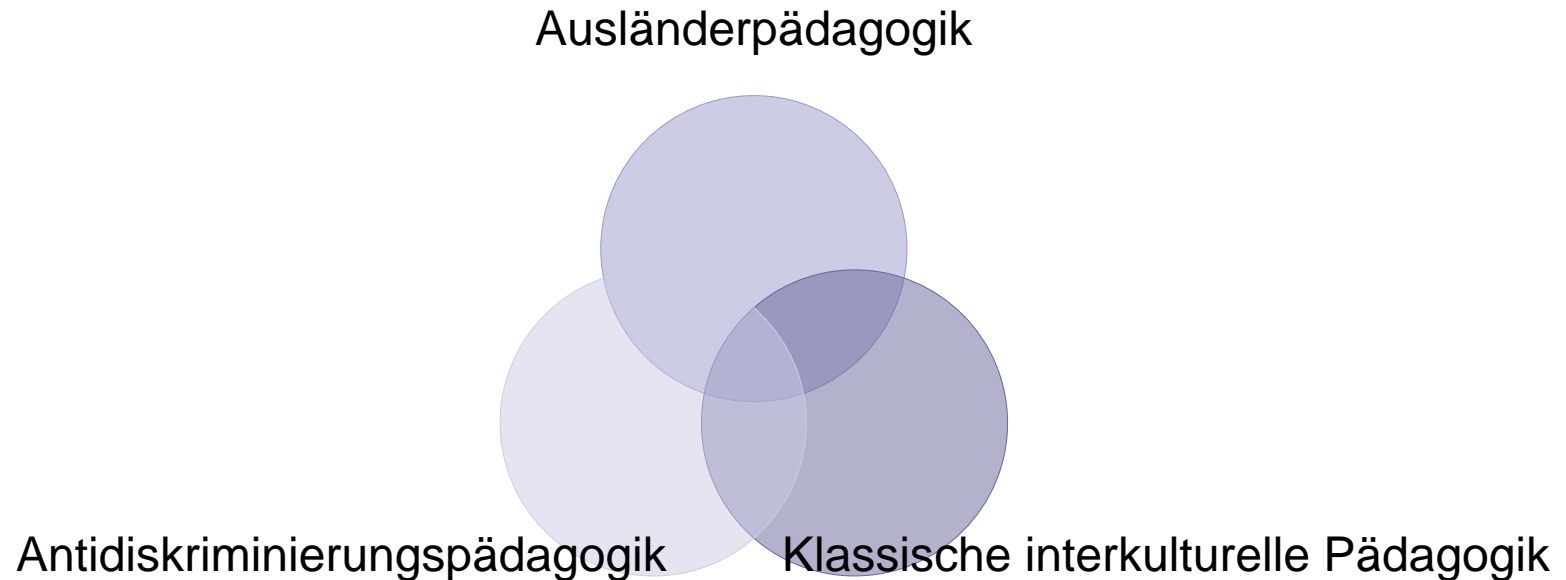 Ausländerpädagogik
Antidiskriminierungspädagogik
Klassische interkulturelle Pädagogik